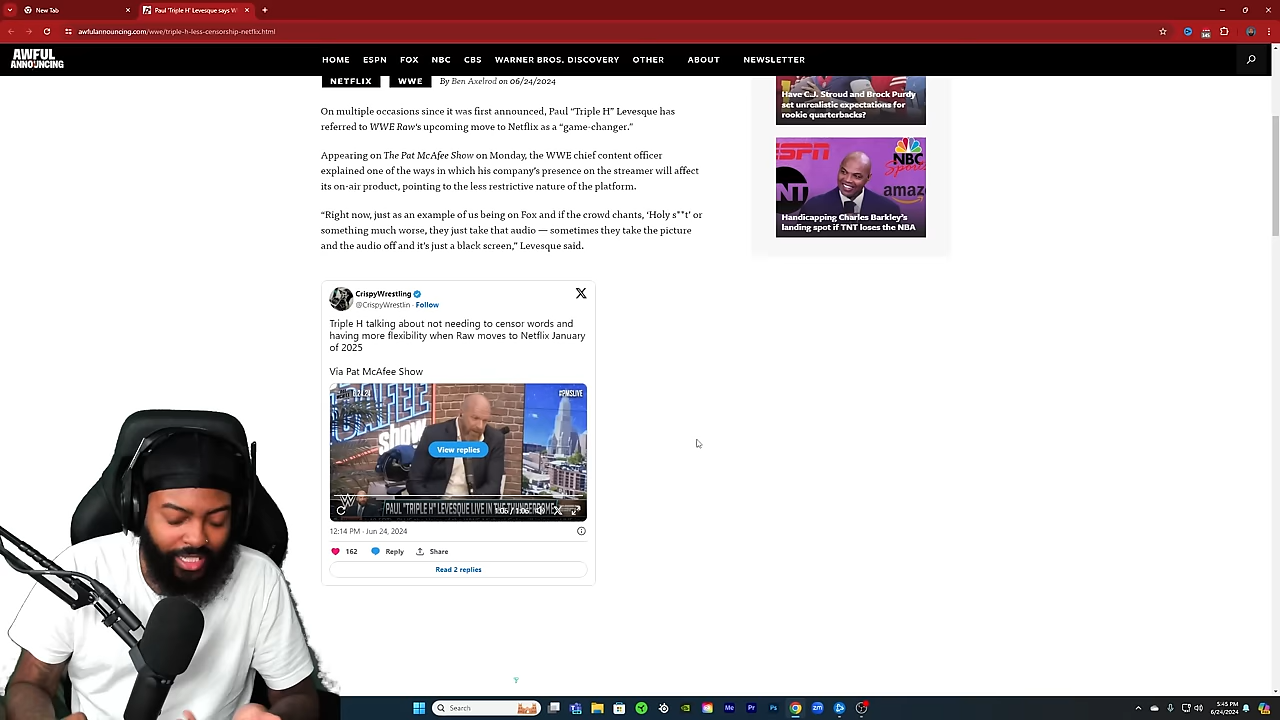 New Tab
Paul 'Triple H' Levesque says W
awfulannouncing.com/wwe/triple-h-less-censorship-netflix.html
AWFUL
ANNOUNCING
HOME
ESPN
FOX
NBC
CBS
WARNER BROS. DISCOVERY
OTHER
ABOUT
NEWSLETTER
NETFLIX
WWE
By Ben Axelrod on 06/24/2024
On multiple occasions since it was first announced, Paul “Triple H” Levesque has
referred to WWE Raw's upcoming move to Netflix as a “game-changer.”
Appearing on The Pat McAfee Show on Monday, the WWE chief content officer
explained one of the ways in which his company's presence on the streamer will affect
its on-air product, pointing to the less restrictive nature of the platform.
“Right now, just as an example of us being on Fox and if the crowd chants, ‘Holy s**t’ or
something much worse, they just take that audio — sometimes they take the picture
and the audio off and it's just a black screen,” Levesque said.
Have C.J. Stroud and Brock Purdy
set unrealistic expectations for
rookie quarterbacks?
ESPN
NBC
Sports
NT
amaz
Handicapping Charles Barkley's
landing spot if TNT loses the NBA
CrispyWrestling
@CrispyWrestlin · Follow
Triple H talking about not needing to censor words and
having more flexibility when Raw moves to Netflix January
of 2025
Via Pat McAfee Show
#PMSLIVE
View replies
PAUL "TRIPLE H" LEVESQUE LIVE IN THE THUNDERDOME
12:14 PM · Jun 24, 2024
162
Reply
Share
Read 2 replies
Search
5:45 PM
6/24/2024